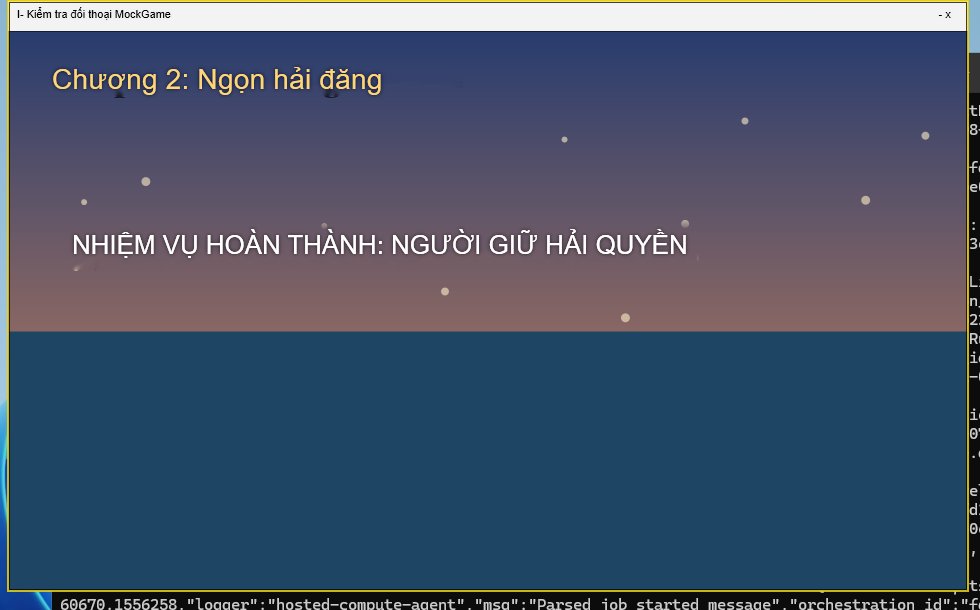 I- Kiểm tra đối thoại MockGame
- x
Chương 2: Ngọn hải đăng
NHIỆM VỤ HOÀN THÀNH: NGƯỜI GIỮ HẢI QUYỀN
60670.1556258,"logger":"hosted-compute-agent","msg":"Parsed job started message","orchestration_id":"f